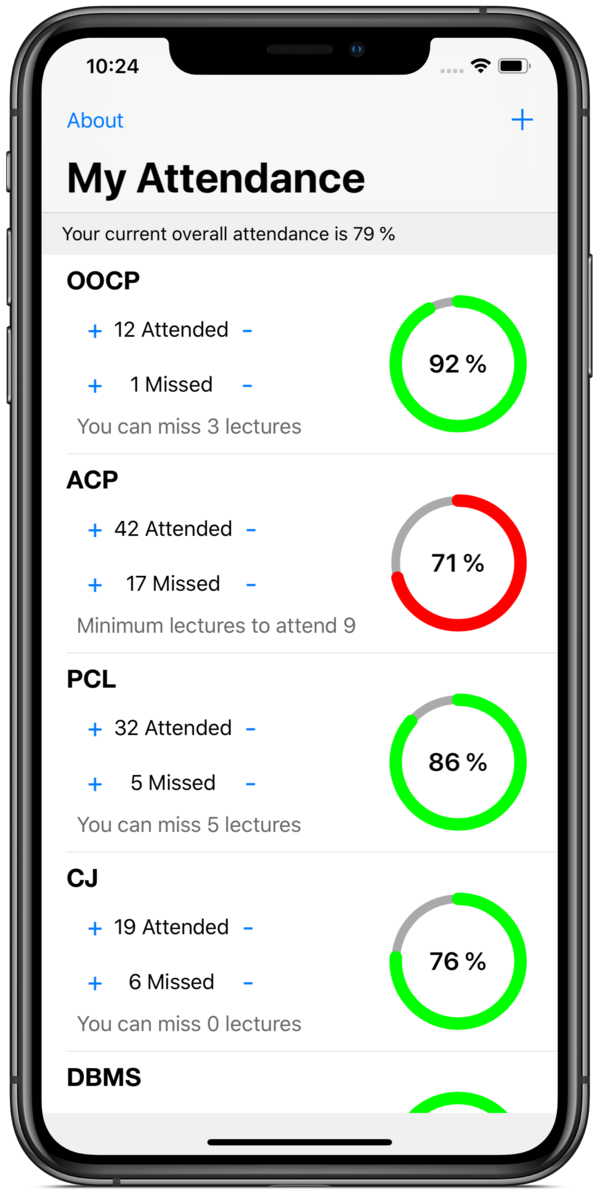 10:24
About
+
My Attendance
Your current overall attendance is 79 %
OOCP
+ 12 Attended -
92 %
+ 1 Missed -
You can miss 3 lectures
ACP
+ 42 Attended -
71 %
+ 17 Missed -
Minimum lectures to attend 9
PCL
+ 32 Attended -
86 %
+ 5 Missed -
You can miss 5 lectures
CJ
+ 19 Attended -
76 %
+ 6 Missed -
You can miss 0 lectures
DBMS